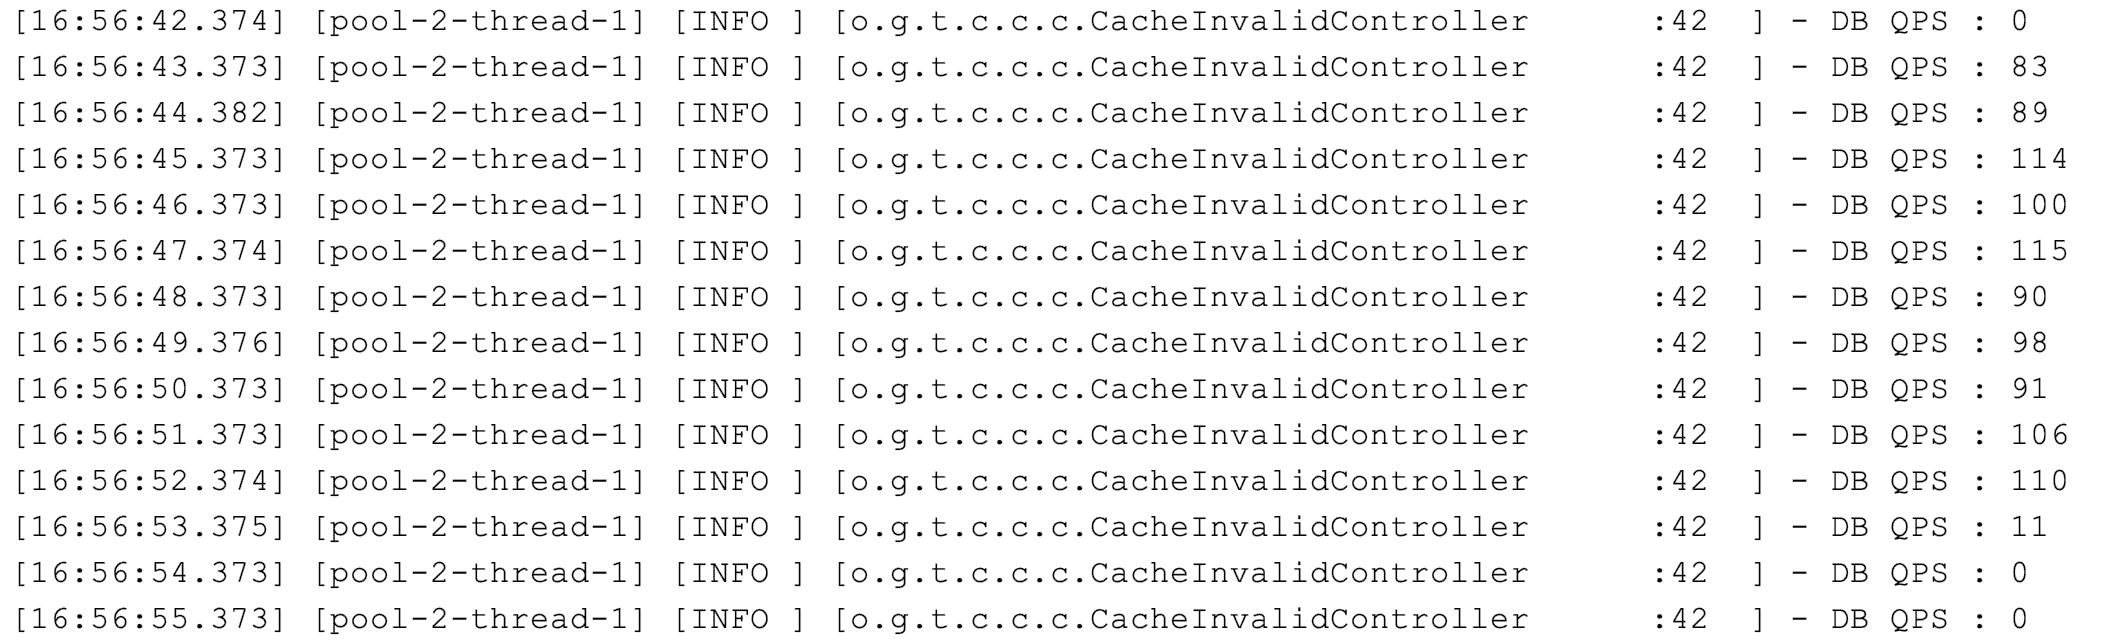 [16:56:42.374] [pool-2-thread-1] [INFO ] [o.g.t.c.c.c.CacheInvalidController      :42  ] - DB QPS : 0
[16:56:43.373] [pool-2-thread-1] [INFO ] [o.g.t.c.c.c.CacheInvalidController      :42  ] - DB QPS : 83
[16:56:44.382] [pool-2-thread-1] [INFO ] [o.g.t.c.c.c.CacheInvalidController      :42  ] - DB QPS : 89
[16:56:45.373] [pool-2-thread-1] [INFO ] [o.g.t.c.c.c.CacheInvalidController      :42  ] - DB QPS : 114
[16:56:46.373] [pool-2-thread-1] [INFO ] [o.g.t.c.c.c.CacheInvalidController      :42  ] - DB QPS : 100
[16:56:47.374] [pool-2-thread-1] [INFO ] [o.g.t.c.c.c.CacheInvalidController      :42  ] - DB QPS : 115
[16:56:48.373] [pool-2-thread-1] [INFO ] [o.g.t.c.c.c.CacheInvalidController      :42  ] - DB QPS : 90
[16:56:49.376] [pool-2-thread-1] [INFO ] [o.g.t.c.c.c.CacheInvalidController      :42  ] - DB QPS : 98
[16:56:50.373] [pool-2-thread-1] [INFO ] [o.g.t.c.c.c.CacheInvalidController      :42  ] - DB QPS : 91
[16:56:51.373] [pool-2-thread-1] [INFO ] [o.g.t.c.c.c.CacheInvalidController      :42  ] - DB QPS : 106
[16:56:52.374] [pool-2-thread-1] [INFO ] [o.g.t.c.c.c.CacheInvalidController      :42  ] - DB QPS : 110
[16:56:53.375] [pool-2-thread-1] [INFO ] [o.g.t.c.c.c.CacheInvalidController      :42  ] - DB QPS : 11
[16:56:54.373] [pool-2-thread-1] [INFO ] [o.g.t.c.c.c.CacheInvalidController      :42  ] - DB QPS : 0
[16:56:55.373] [pool-2-thread-1] [INFO ] [o.g.t.c.c.c.CacheInvalidController      :42  ] - DB QPS : 0